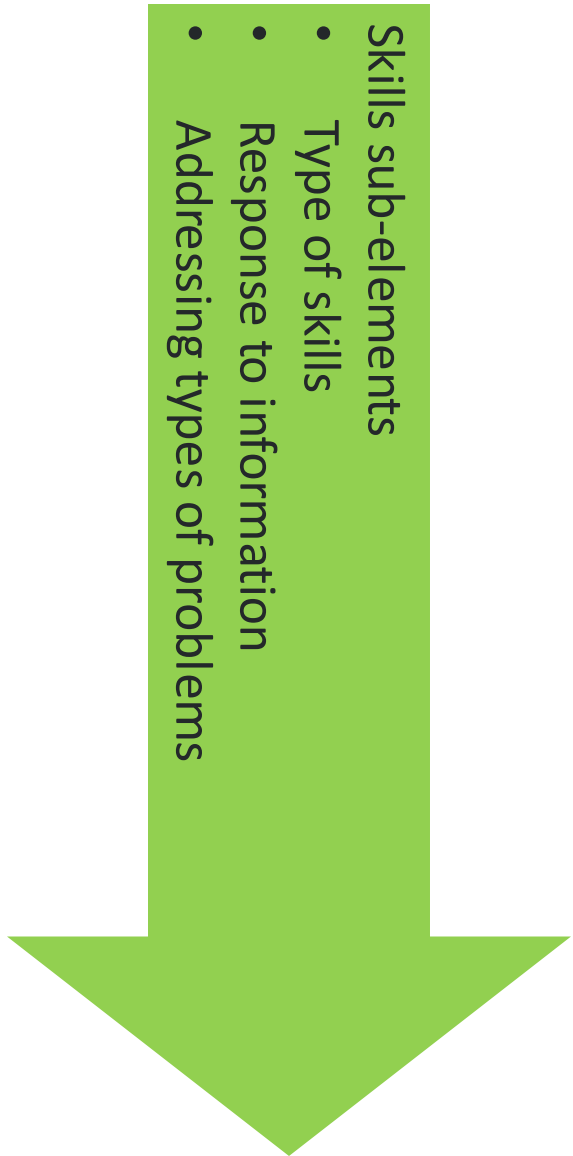 Skills sub-elements
• Type of skills
• Response to information
• Addressing types of problems